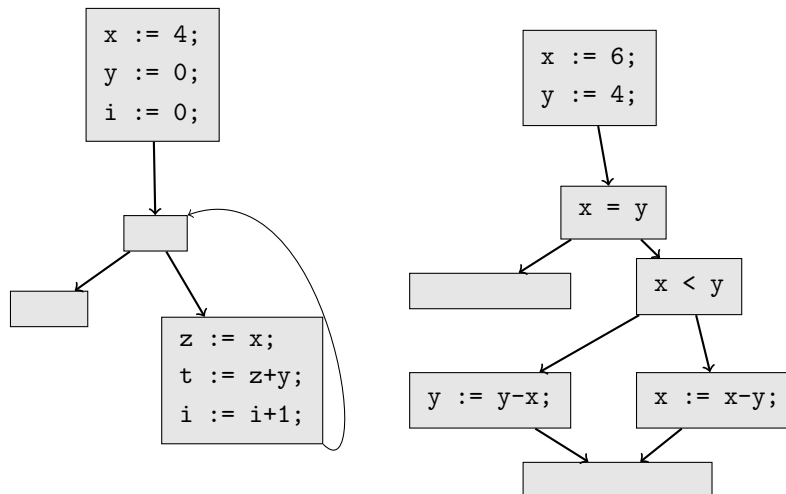 x := 4;
y := 0;
i := 0;
z := x;
t := z+y;
i := i+1;
x := 6;
y := 4;
x = y
x < y
y := y-x;
x := x-y;